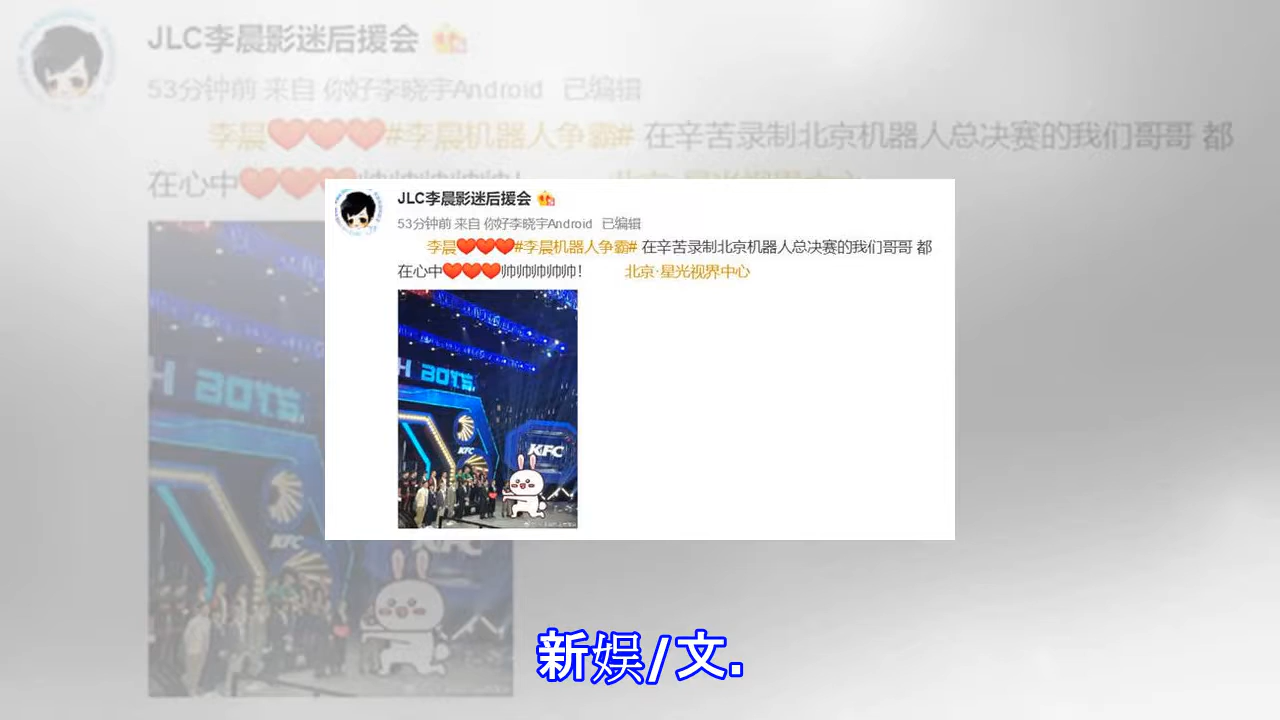 JLC李晨影迷后援会
53分钟前 来自 你好李晓宇Android 已编辑
李晨❤❤❤#李晨机器人争霸# 在辛苦录制北京机器人总决赛的我们哥哥 都
在心中❤❤❤帅帅帅帅帅！ 北京·星光视界中心
H BOTS.
KFC
KFC
新娱/文.